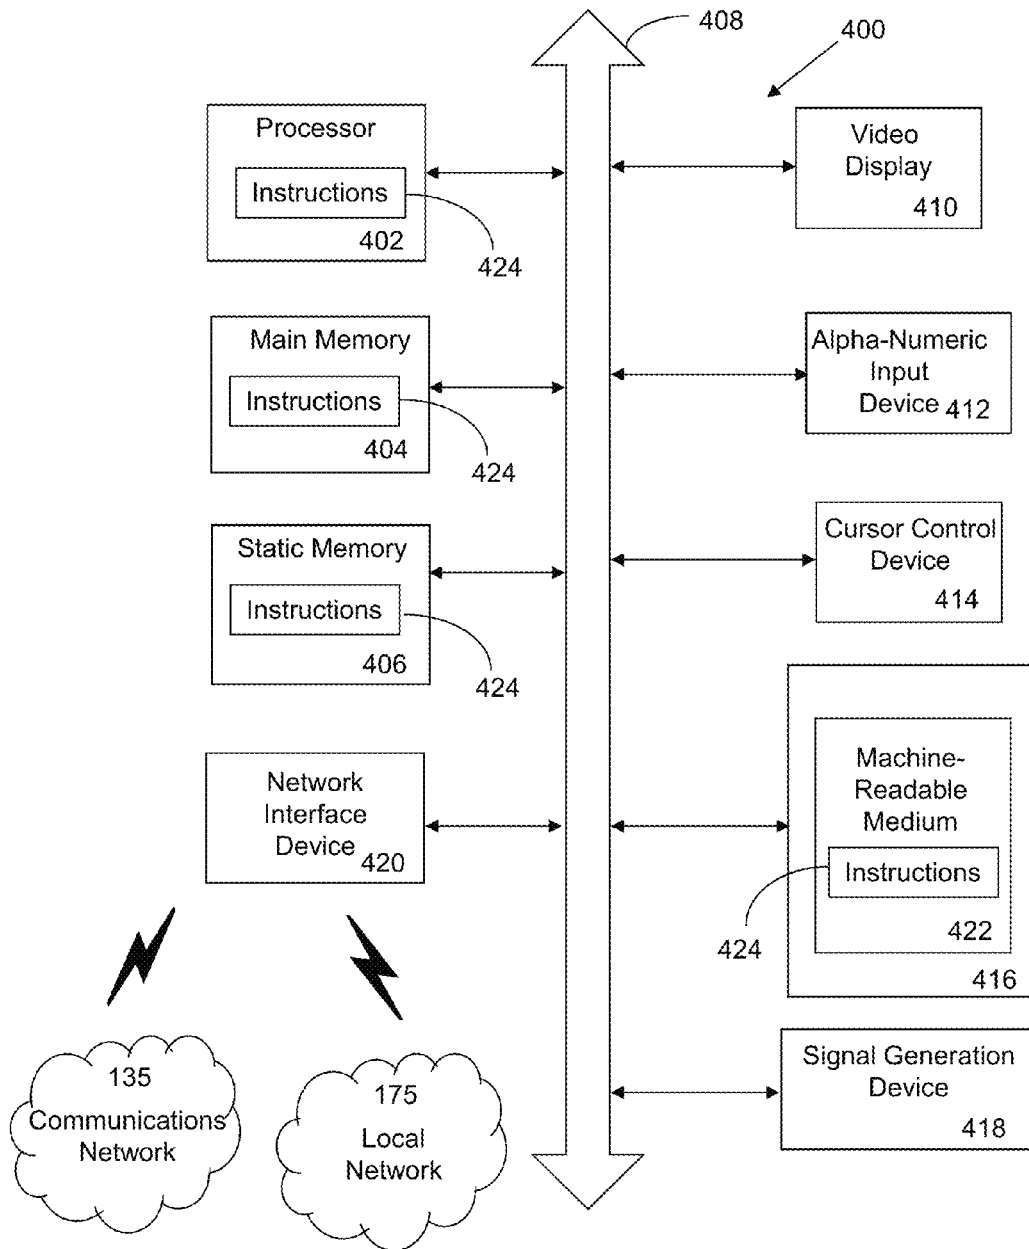 408
400
Processor
Instructions
402
424
Video
Display
410
Main Memory
Instructions
404
424
Alpha-Numeric
Input
Device 412
Static Memory
Instructions
406
424
Cursor Control
Device
414
Network
Interface
Device
420
Machine-
Readable
Medium
Instructions
424
422
416
135
Communications
Network
175
Local
Network
Signal Generation
Device
418